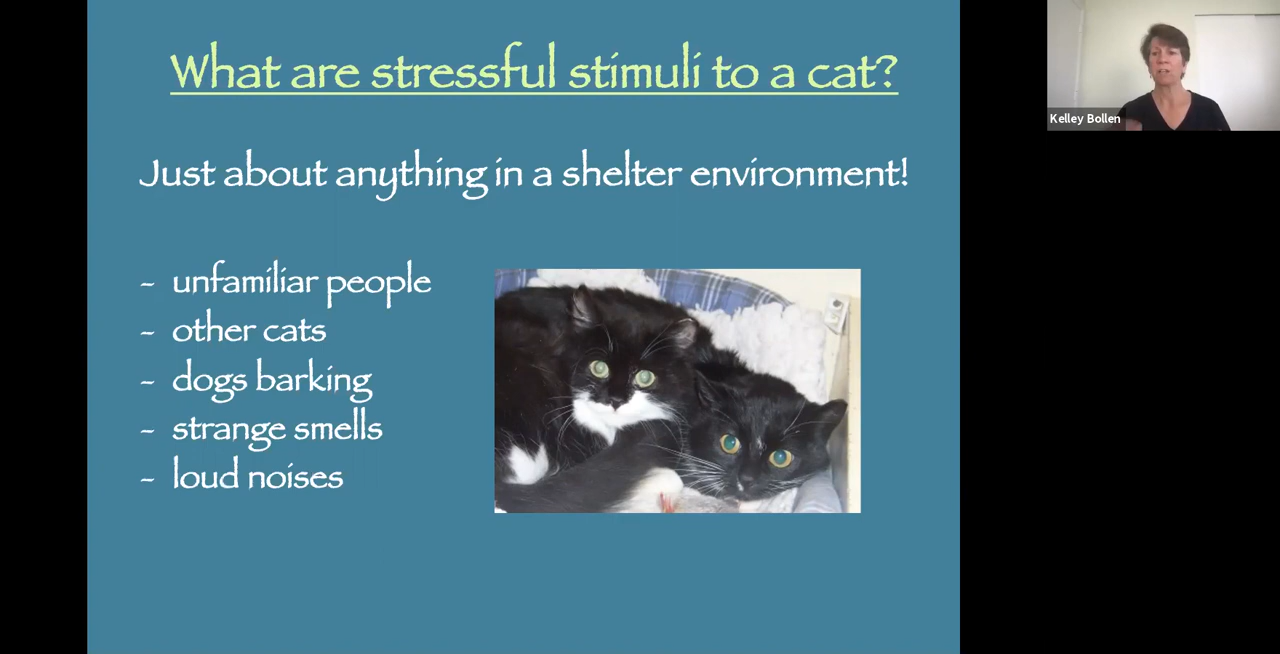 What are stressful stimuli to a cat?
Just about anything in a shelter environment!
- unfamiliar people
- other cats
- dogs barking
- strange smells
- loud noises
Kelley Bollen